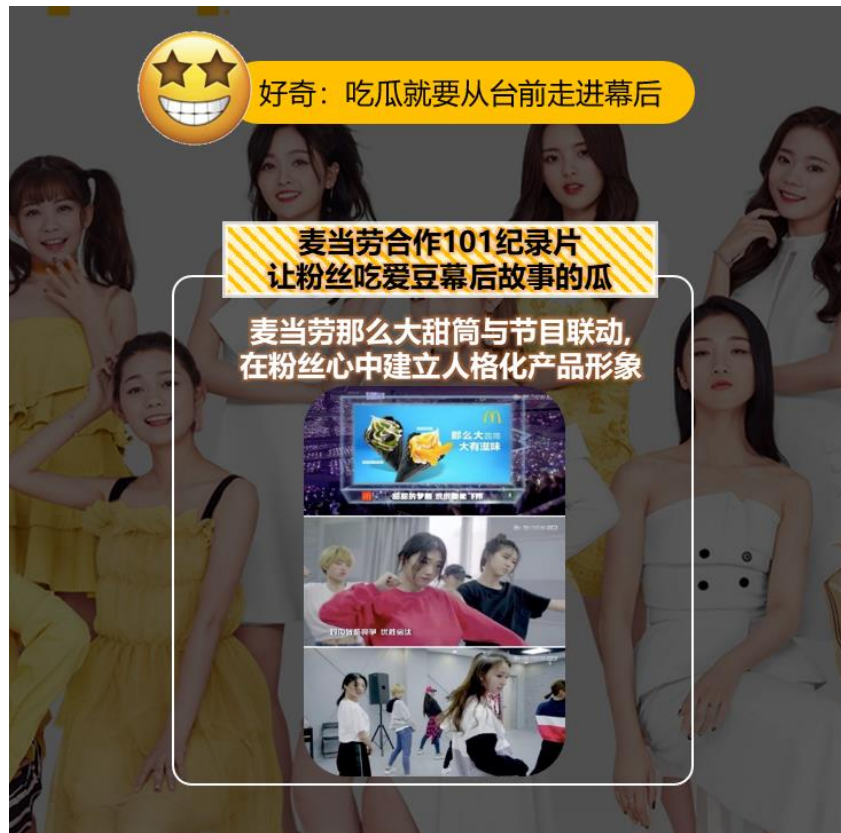 好奇：吃瓜就要从台前走进幕后
麦当劳合作101纪录片
让粉丝吃爱豆幕后故事的瓜
麦当劳那么大甜筒与节目联动,
在粉丝心中建立人格化产品形象
那么大甜筒
大有滋味